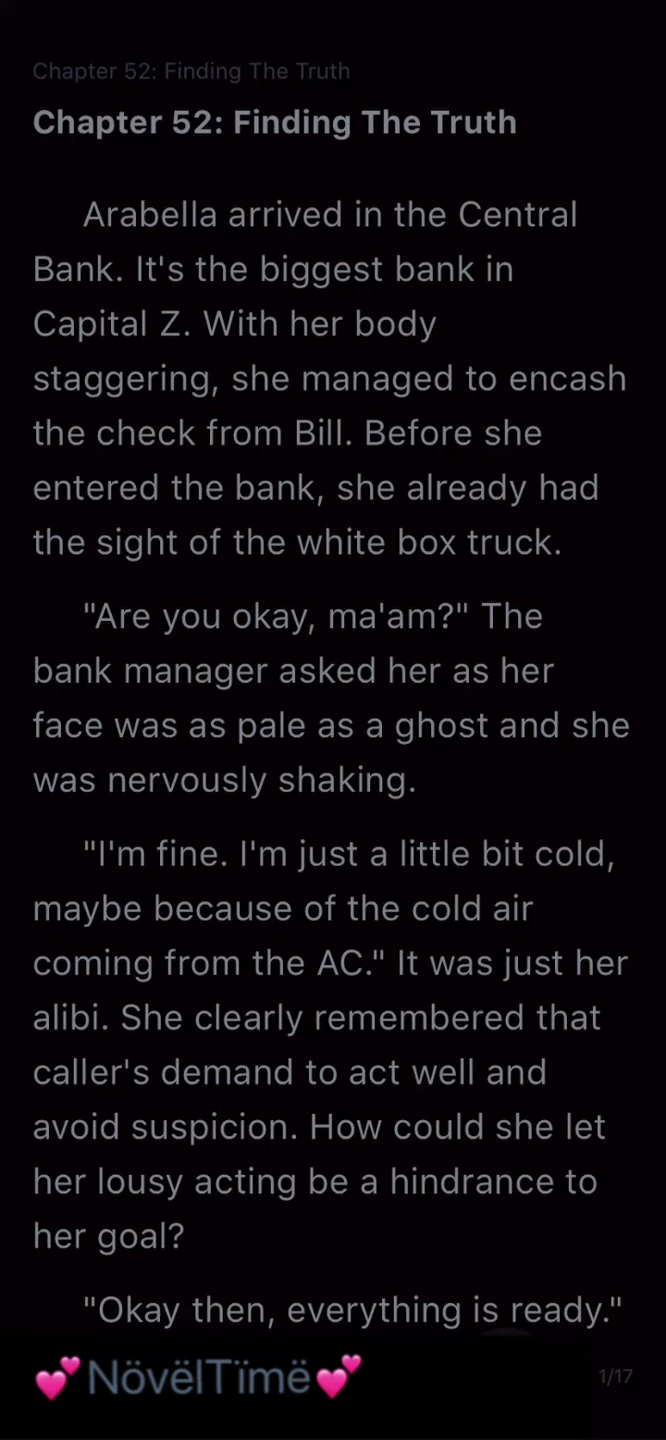 Chapter 52: Finding The Truth
Chapter 52: Finding The Truth
Arabella arrived in the Central
Bank. It's the biggest bank in
Capital Z. With her body
staggering, she managed to encash
the check from Bill. Before she
entered the bank, she already had
the sight of the white box truck.
"Are you okay, ma'am?" The
bank manager asked her as her
face was as pale as a ghost and she
was nervously shaking.
"I'm fine. I'm just a little bit cold,
maybe because of the cold air
coming from the AC." It was just her
alibi. She clearly remembered that
caller's demand to act well and
avoid suspicion. How could she let
her lousy acting be a hindrance to
her goal?
"Okay then, everything is ready."
💕NövëlTïmë💕
1/17